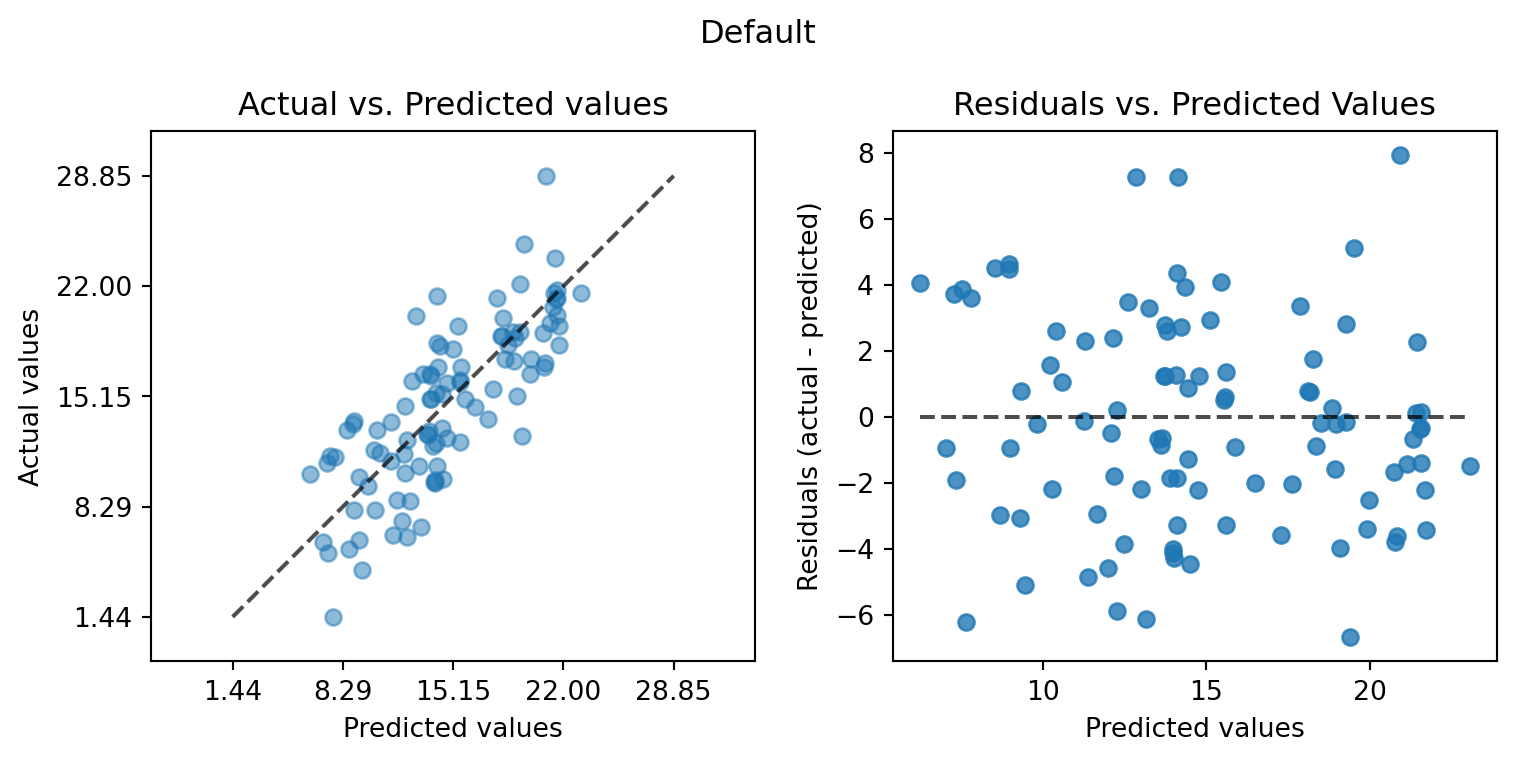 Default
Actual vs. Predicted values
Actual values
28.85
22.00
15.15
8.29
1.44
1.44 8.29 15.15 22.00 28.85
Predicted values
Residuals vs. Predicted Values
Residuals (actual - predicted)
8
6
4
2
0
−2
−4
−6
10 15 20
Predicted values